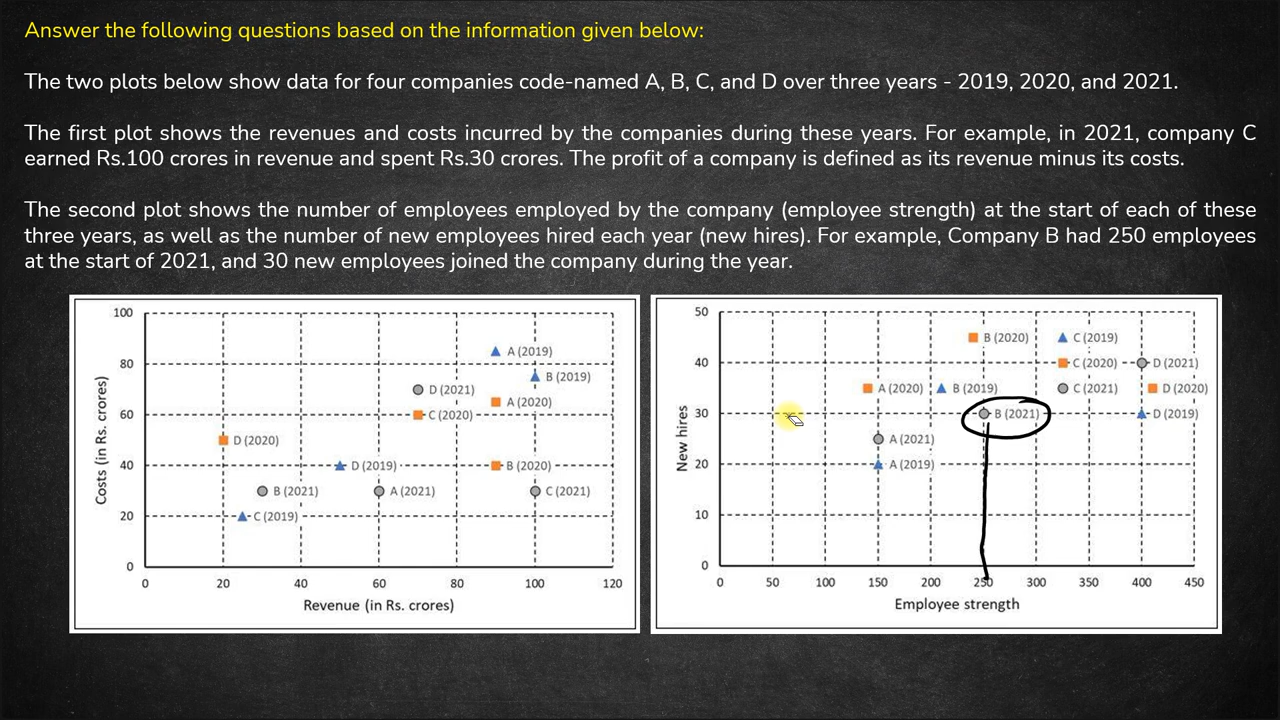 Answer the following questions based on the information given below:
The two plots below show data for four companies code-named A, B, C, and D over three years - 2019, 2020, and 2021.
The first plot shows the revenues and costs incurred by the companies during these years. For example, in 2021, company C
earned Rs.100 crores in revenue and spent Rs.30 crores. The profit of a company is defined as its revenue minus its costs.
The second plot shows the number of employees employed by the company (employee strength) at the start of each of these
three years, as well as the number of new employees hired each year (new hires). For example, Company B had 250 employees
at the start of 2021, and 30 new employees joined the company during the year.
100
80
60
40
20
0
Costs (in Rs. crores)
A (2019)
B (2019)
D (2021)
A (2020)
C (2020)
D (2020)
D (2019)
B (2020)
B (2021)
A (2021)
C (2021)
C (2019)
0 20 40 60 80 100 120
Revenue (in Rs. crores)
50
40
30
20
10
0
New hires
B (2020)
C (2019)
C (2020)
D (2021)
A (2020)
B (2019)
C (2021)
D (2020)
B (2021)
D (2019)
A (2021)
A (2019)
0 50 100 150 200 250 300 350 400 450
Employee strength